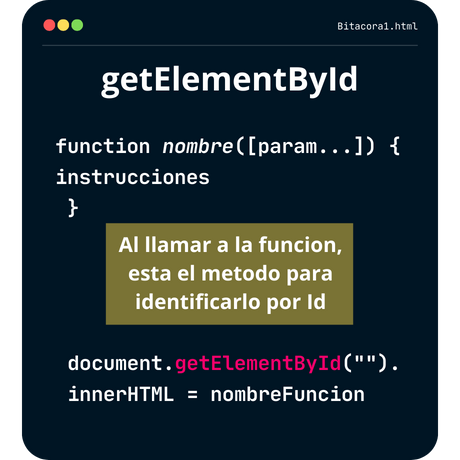 Bitacora1.html
getElementById
function nombre([param...]) {
instrucciones
}
Al llamar a la funcion,
esta el metodo para
identificarlo por Id
document.getElementById("").
innerHTML = nombreFuncion